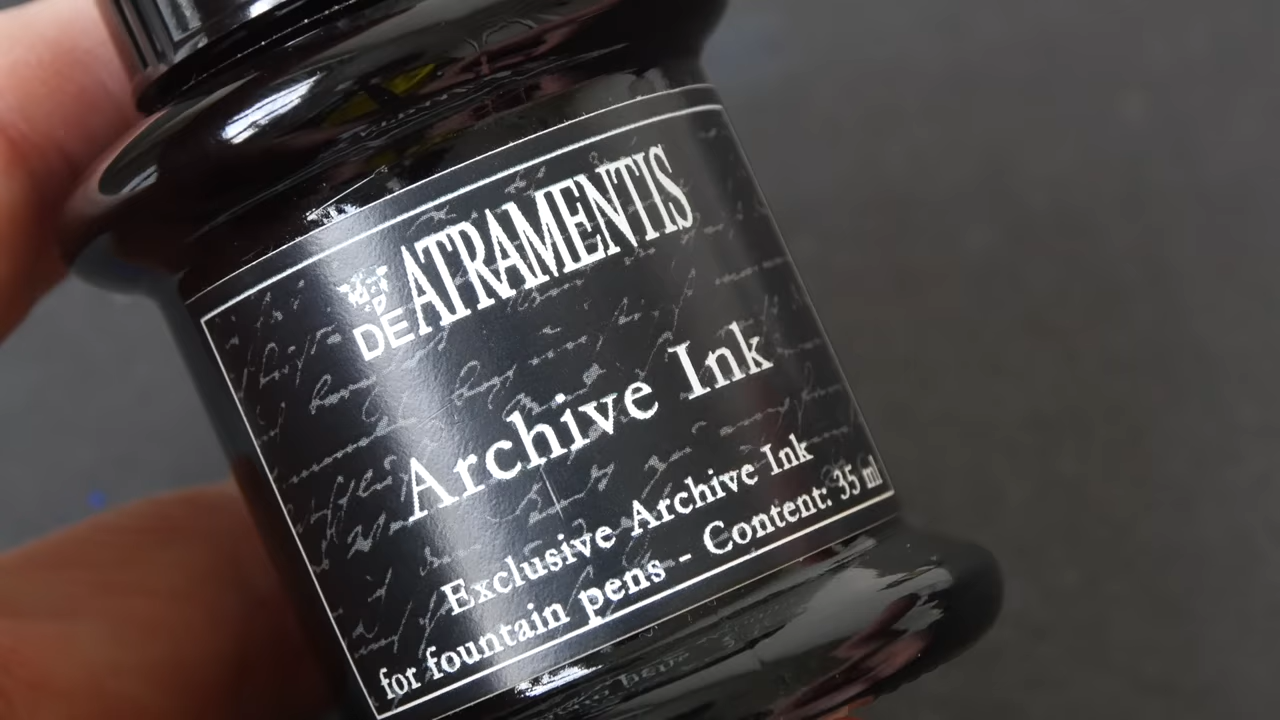 DE ATRAMENTIS
Archive Ink
Exclusive Archive Ink
for fountain pens - Content: 35 ml